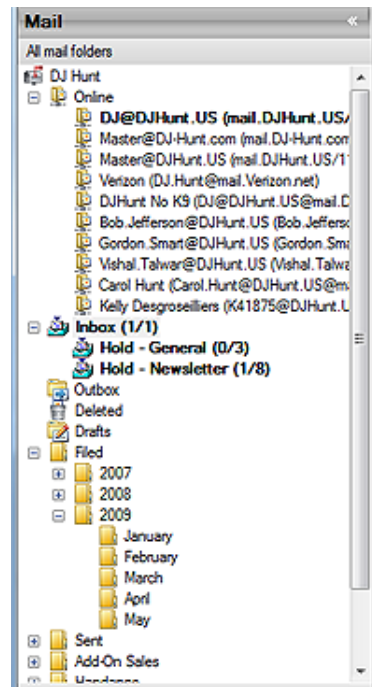 Mail
All mail folders
DJ Hunt
Online
DJ@DJHunt.US (mail.DJHunt.US/
Master@DJ-Hunt.com (mail.DJ-Hunt.com
Master@DJHunt.US (mail.DJHunt.US/1
Verizon (DJ.Hunt@mail.Verizon.net)
DJHunt No K9 (DJ@DJHunt.US@mail.D
Bob.Jefferson@DJHunt.US (Bob.Jefferso
Gordon.Smart@DJHunt.US (Gordon.Sma
Vishal.Talwar@DJHunt.US (Vishal.Talwa
Carol Hunt (Carol.Hunt@DJHunt.US@m
Kelly Desgroseilliers (K41875@DJHunt.U
Inbox (1/1)
Hold - General (0/3)
Hold - Newsletter (1/8)
Outbox
Deleted
Drafts
Filed
2007
2008
2009
January
February
March
April
May
Sent
Add-On Sales